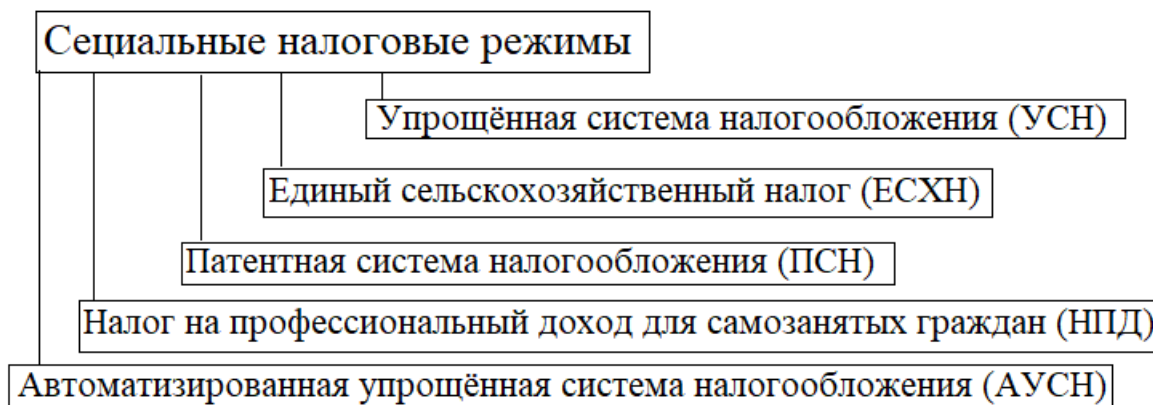 Сециальные налоговые режимы
Упрощённая система налогообложения (УСН)
Единый сельскохозяйственный налог (ЕСХН)
Патентная система налогообложения (ПСН)
Налог на профессиональный доход для самозанятых граждан (НПД)
Автоматизированная упрощённая система налогообложения (АУСН)